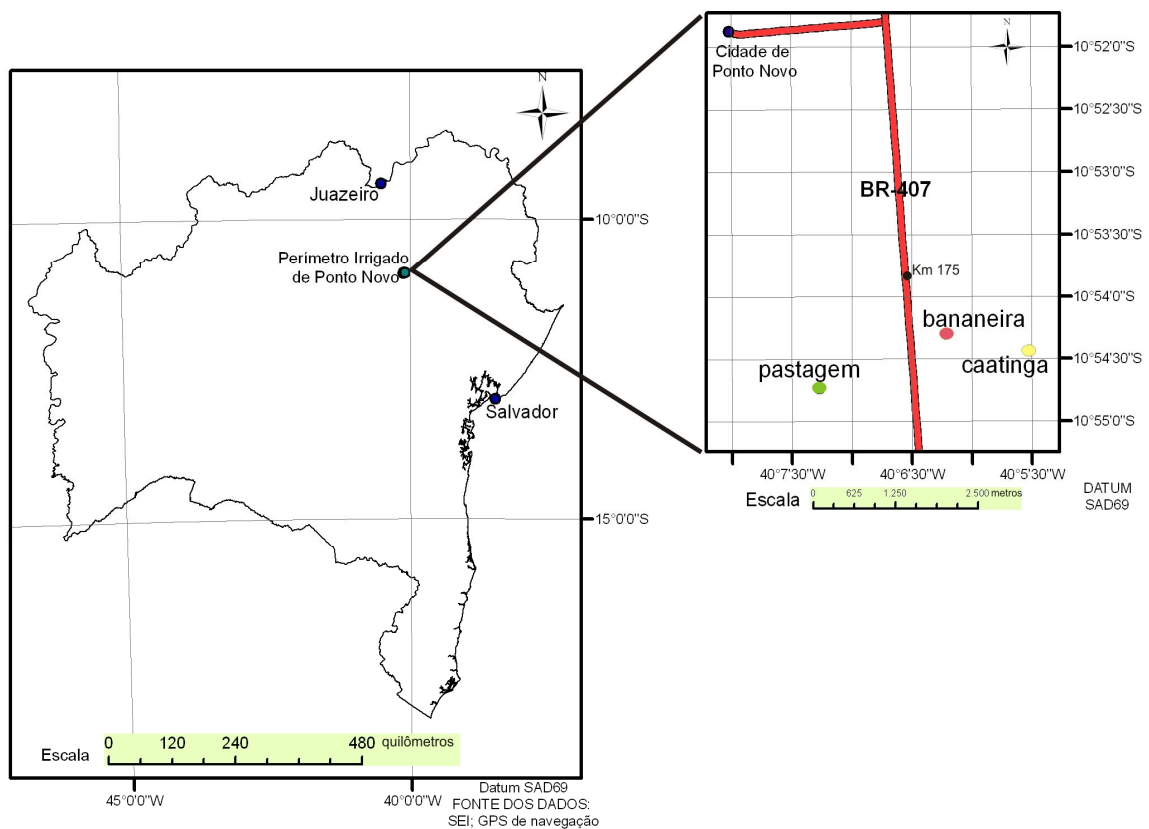 N
Juazeiro
10°0'0"S
Perímetro Irrigado
de Ponto Novo
Salvador
15°0'0"S
Escala
0 120 240 480 quilômetros
45°0'0"W 40°0'0"W
Datum SAD69
FONTE DOS DADOS:
SEI; GPS de navegação
N
Cidade de
Ponto Novo
10°52'0"S
10°52'30"S
10°53'0"S
BR-407
10°53'30"S
Km 175
10°54'0"S
bananeira
10°54'30"S
caatinga
pastagem
10°55'0"S
40°7'30"W 40°6'30"W 40°5'30"W
Escala
0 625 1.250 2.500 metros
DATUM
SAD69